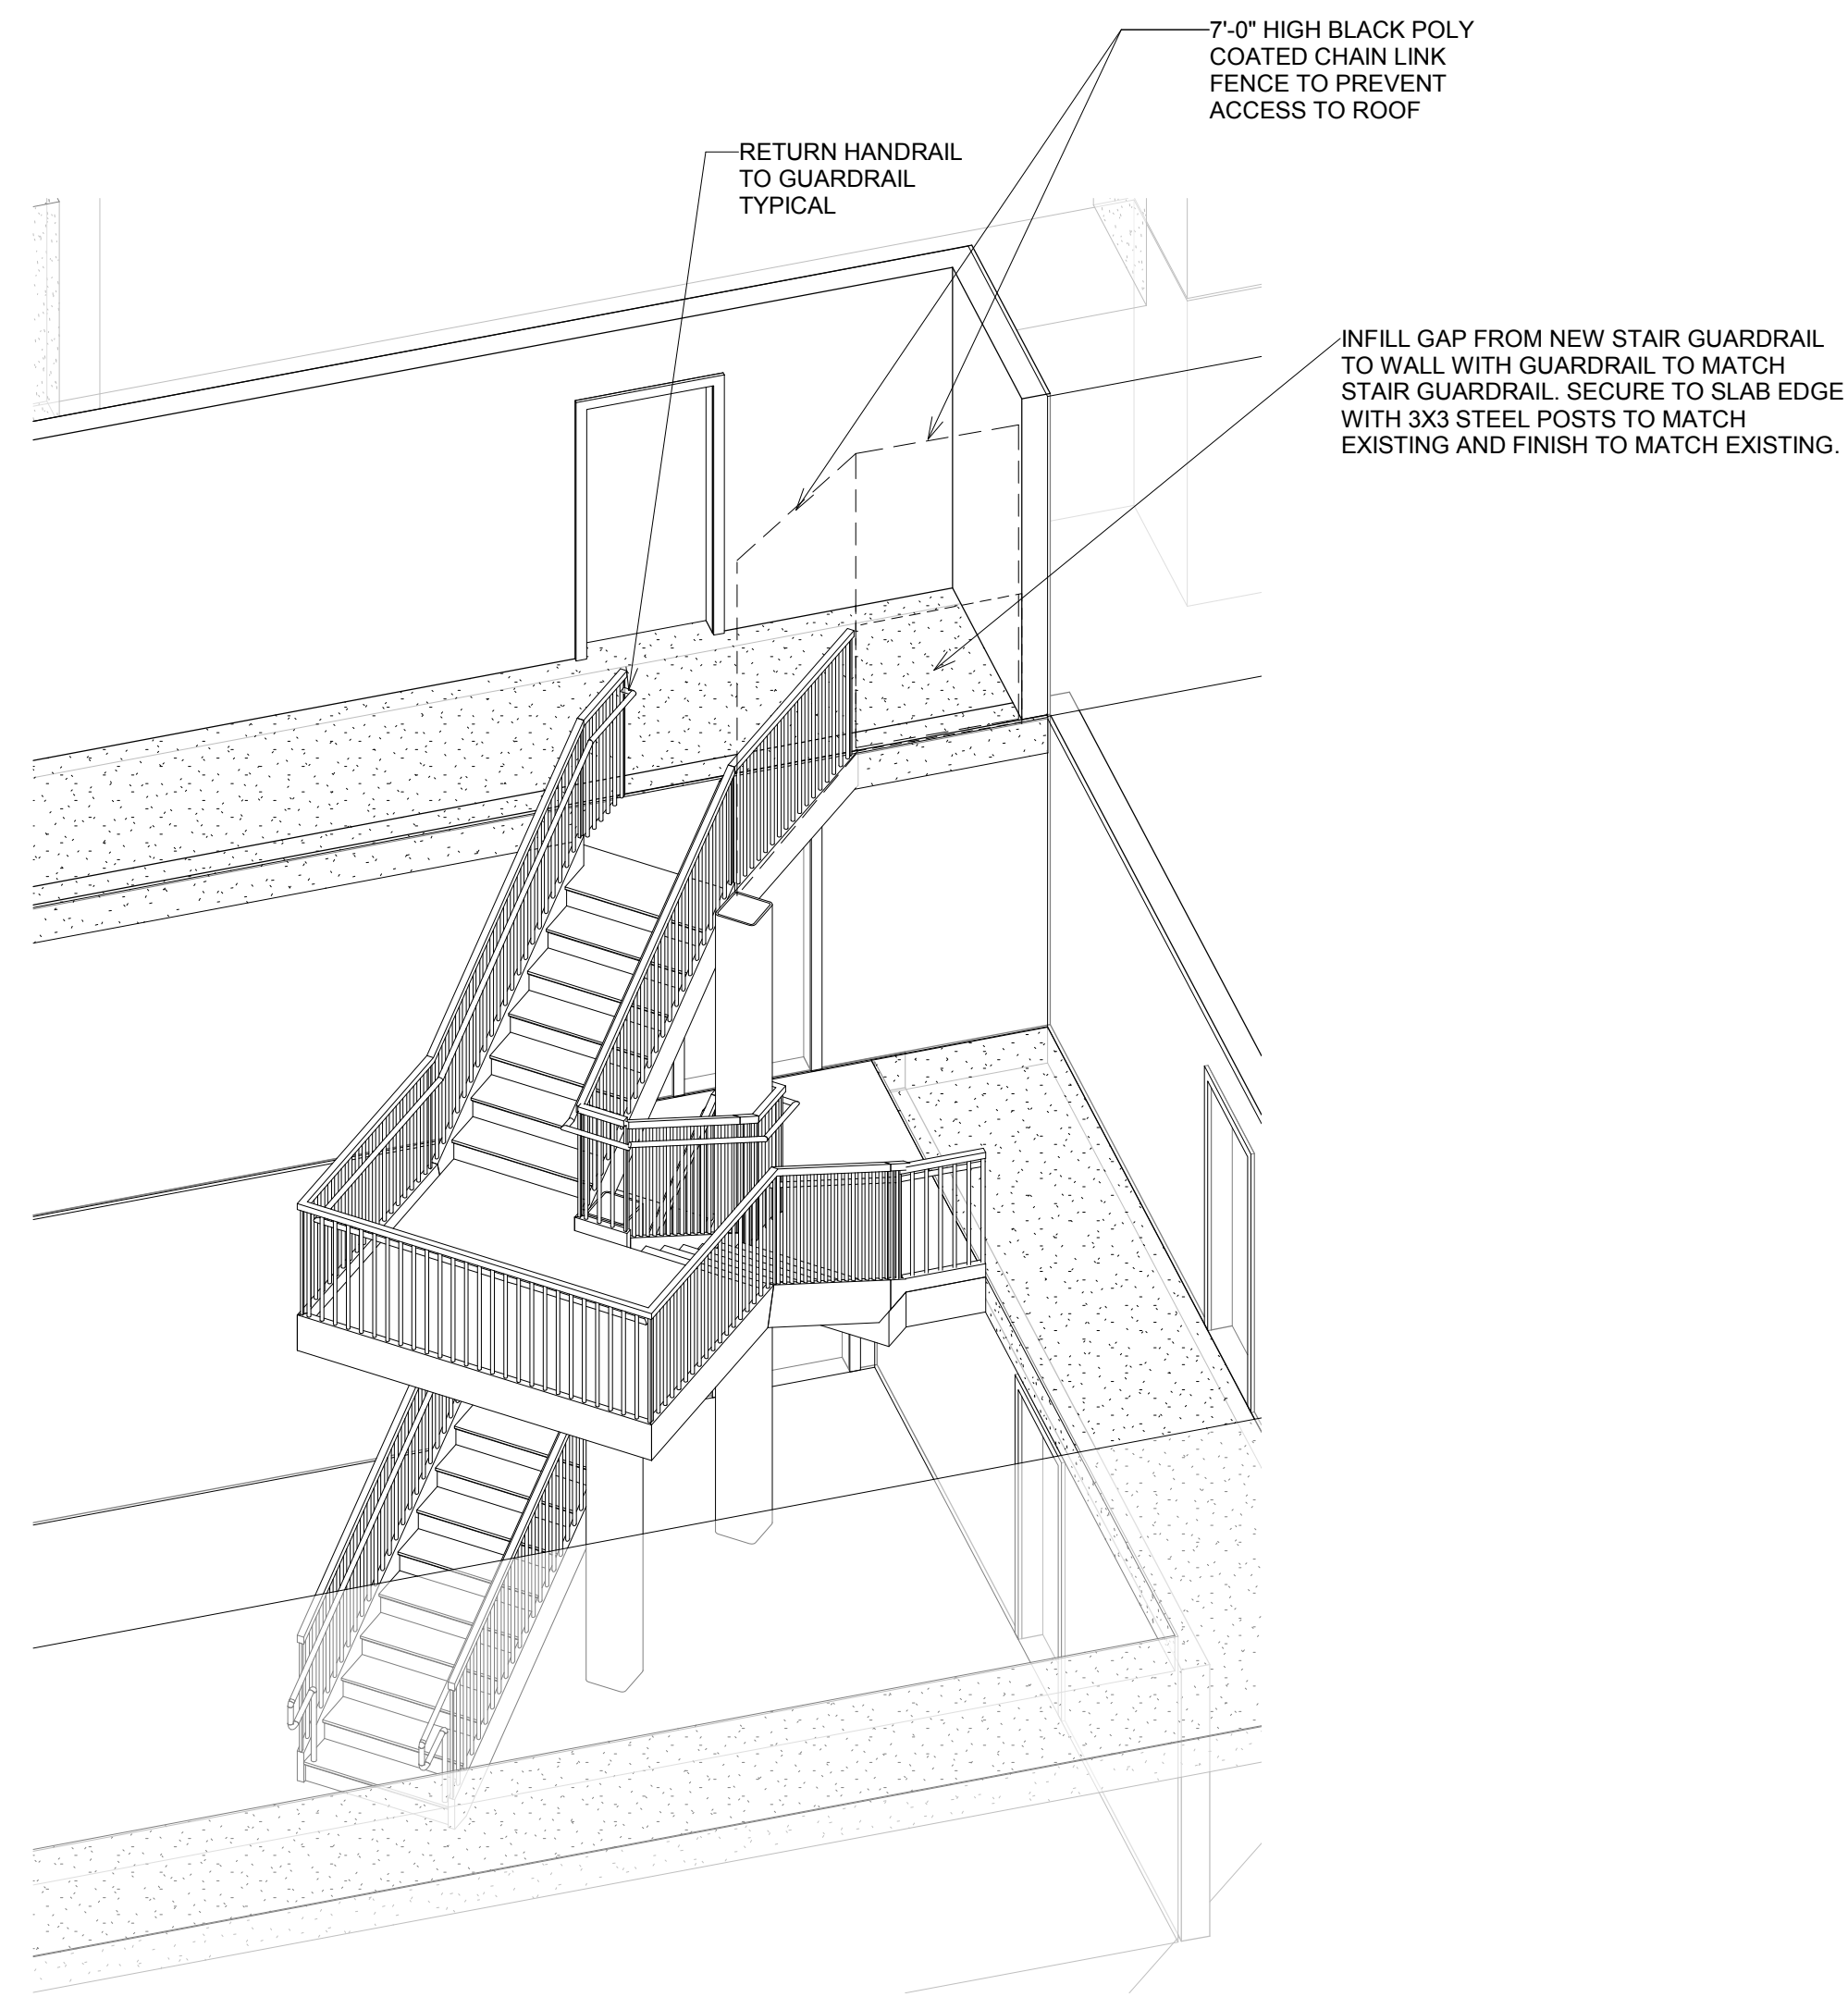 7'-0" HIGH BLACK POLY
COATED CHAIN LINK
FENCE TO PREVENT
ACCESS TO ROOF
RETURN HANDRAIL
TO GUARDRAIL
TYPICAL
INFILL GAP FROM NEW STAIR GUARDRAIL
TO WALL WITH GUARDRAIL TO MATCH
STAIR GUARDRAIL. SECURE TO SLAB EDGE
WITH 3X3 STEEL POSTS TO MATCH
EXISTING AND FINISH TO MATCH EXISTING.